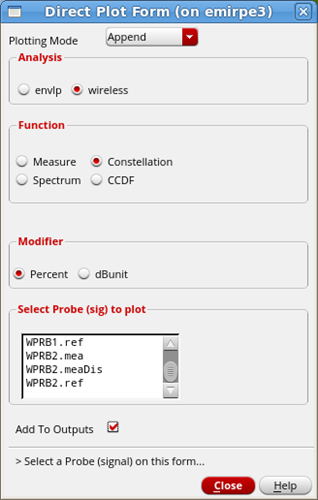 Direct Plot Form (on emirpe3)
Plotting Mode Append
Analysis
envlp wireless
Function
Measure Constellation
Spectrum CCDF
Modifier
Percent dBunit
Select Probe (sig) to plot
WPRB1.ref
WPRB2.mea
WPRB2.meaDis
WPRB2.ref
Add To Outputs
> Select a Probe (signal) on this form...
Close Help